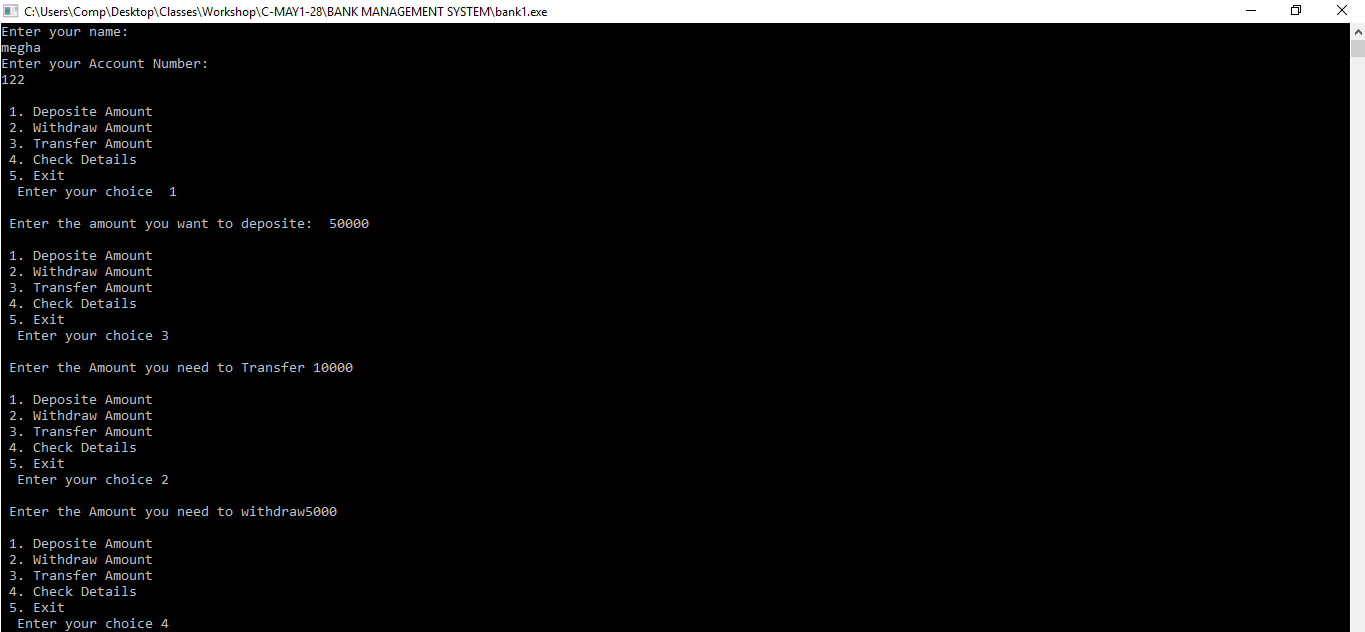 C:\Users\Comp\Desktop\Classes\Workshop\C-MAY1-28\BANK MANAGEMENT SYSTEM\bank1.exe
Enter your name:
megha
Enter your Account Number:
122
1. Deposite Amount
2. Withdraw Amount
3. Transfer Amount
4. Check Details
5. Exit
Enter your choice  1
Enter the amount you want to deposite:  50000
1. Deposite Amount
2. Withdraw Amount
3. Transfer Amount
4. Check Details
5. Exit
Enter your choice 3
Enter the Amount you need to Transfer 10000
1. Deposite Amount
2. Withdraw Amount
3. Transfer Amount
4. Check Details
5. Exit
Enter your choice 2
Enter the Amount you need to withdraw5000
1. Deposite Amount
2. Withdraw Amount
3. Transfer Amount
4. Check Details
5. Exit
Enter your choice 4